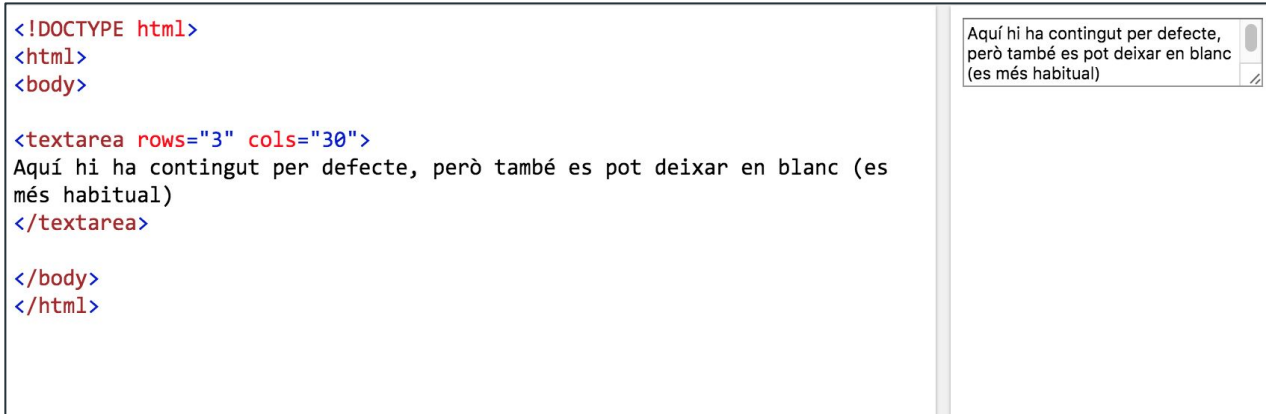 <!DOCTYPE html>
<html>
<body>
<textarea rows="3" cols="30">
Aquí hi ha contingut per defecte, però també es pot deixar en blanc (es
més habitual)
</textarea>
</body>
</html>
Aquí hi ha contingut per defecte,
però també es pot deixar en blanc
(es més habitual)